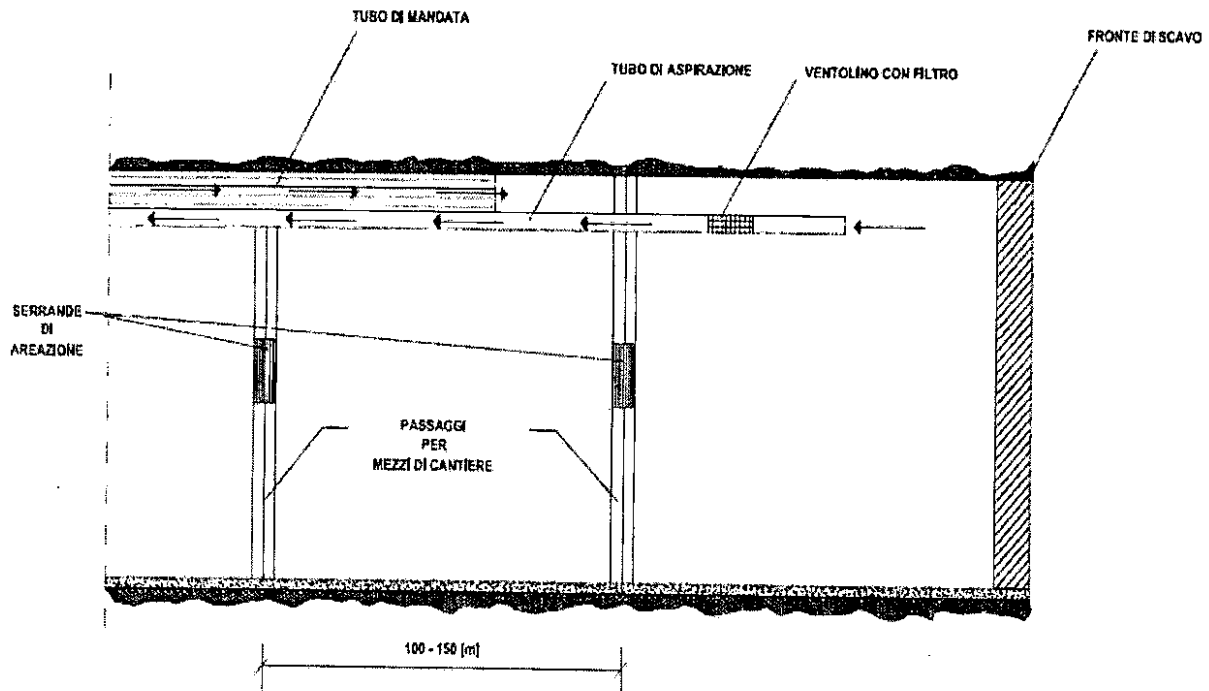 TUBO DI MANDATA
FRONTE DI SCAVO
TUBO DI ASPIRAZIONE
VENTOLINO CON FILTRO
SERRANDE
DI
AREAZIONE
PASSAGGI
PER
MEZZI DI CANTIERE
100 - 150 [m]